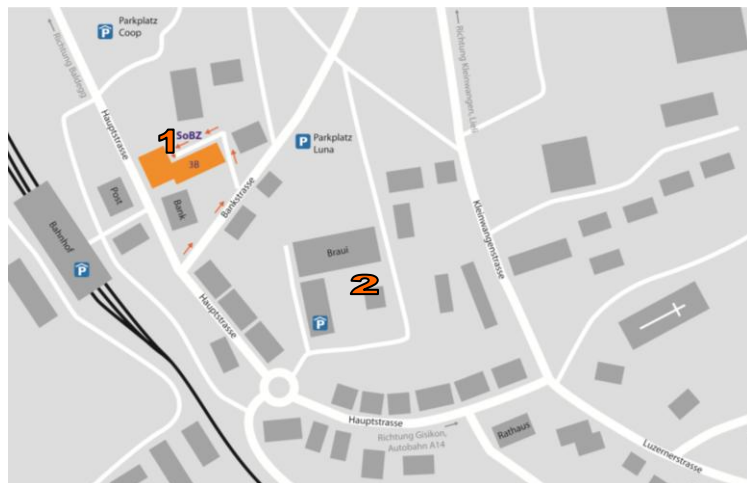 P
Parkplatz
Coop
Richtung Baldegg
Richtung Kleinwangen, Lieli
Hauptstrasse
1
SoBZ
3B
P
Parkplatz
Luna
Bankstrasse
Post
Bank
Bahnhof
P
Kleinwangenstrasse
Braui
2
P
Hauptstrasse
Hauptstrasse
Richtung Gisikon,
Autobahn A14
Rathaus
Luzernerstrasse